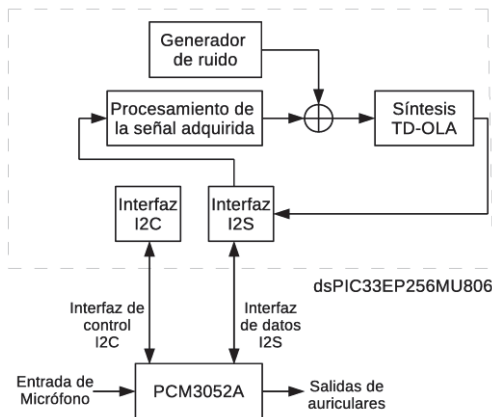 Generador
de ruido
Procesamiento de
la señal adquirida
Síntesis
TD-OLA
Interfaz
I2C
Interfaz
I2S
dsPIC33EP256MU806
Interfaz de
control
I2C
Interfaz
de datos
I2S
Entrada de
Micrófono
PCM3052A
Salidas de
auriculares